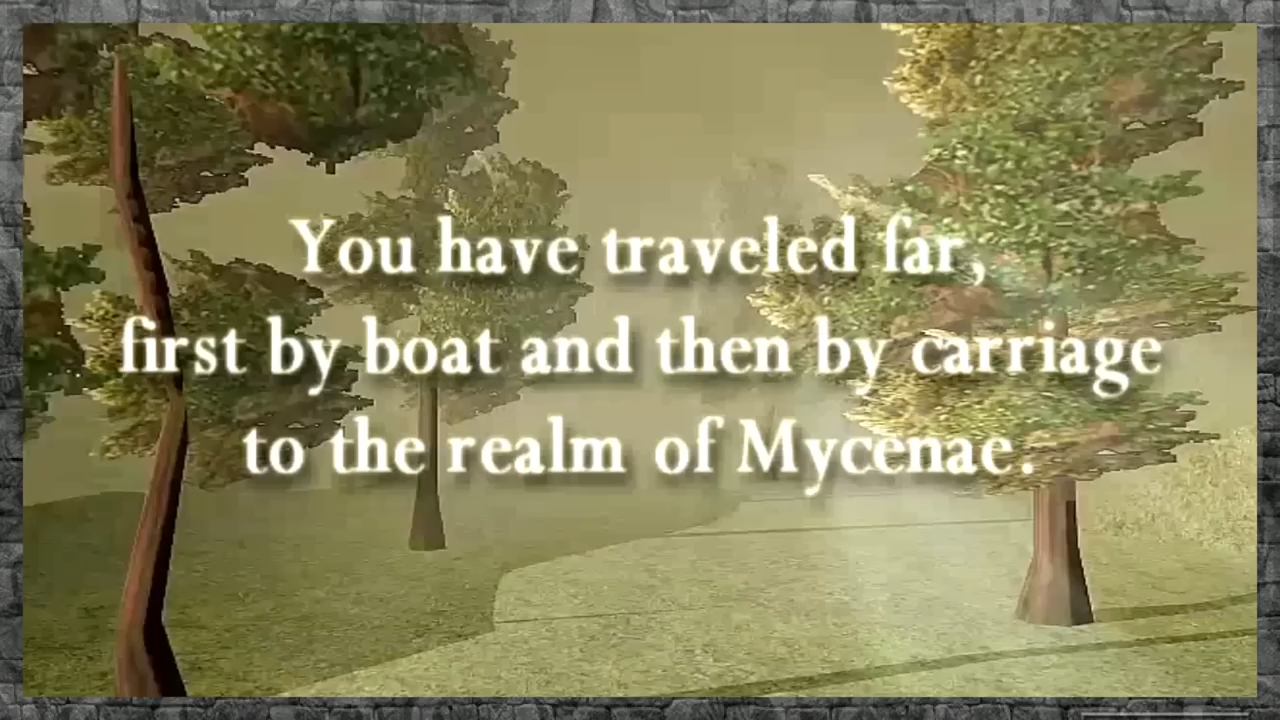 You have traveled far,
first by boat and then by carriage
to the realm of Mycenae.